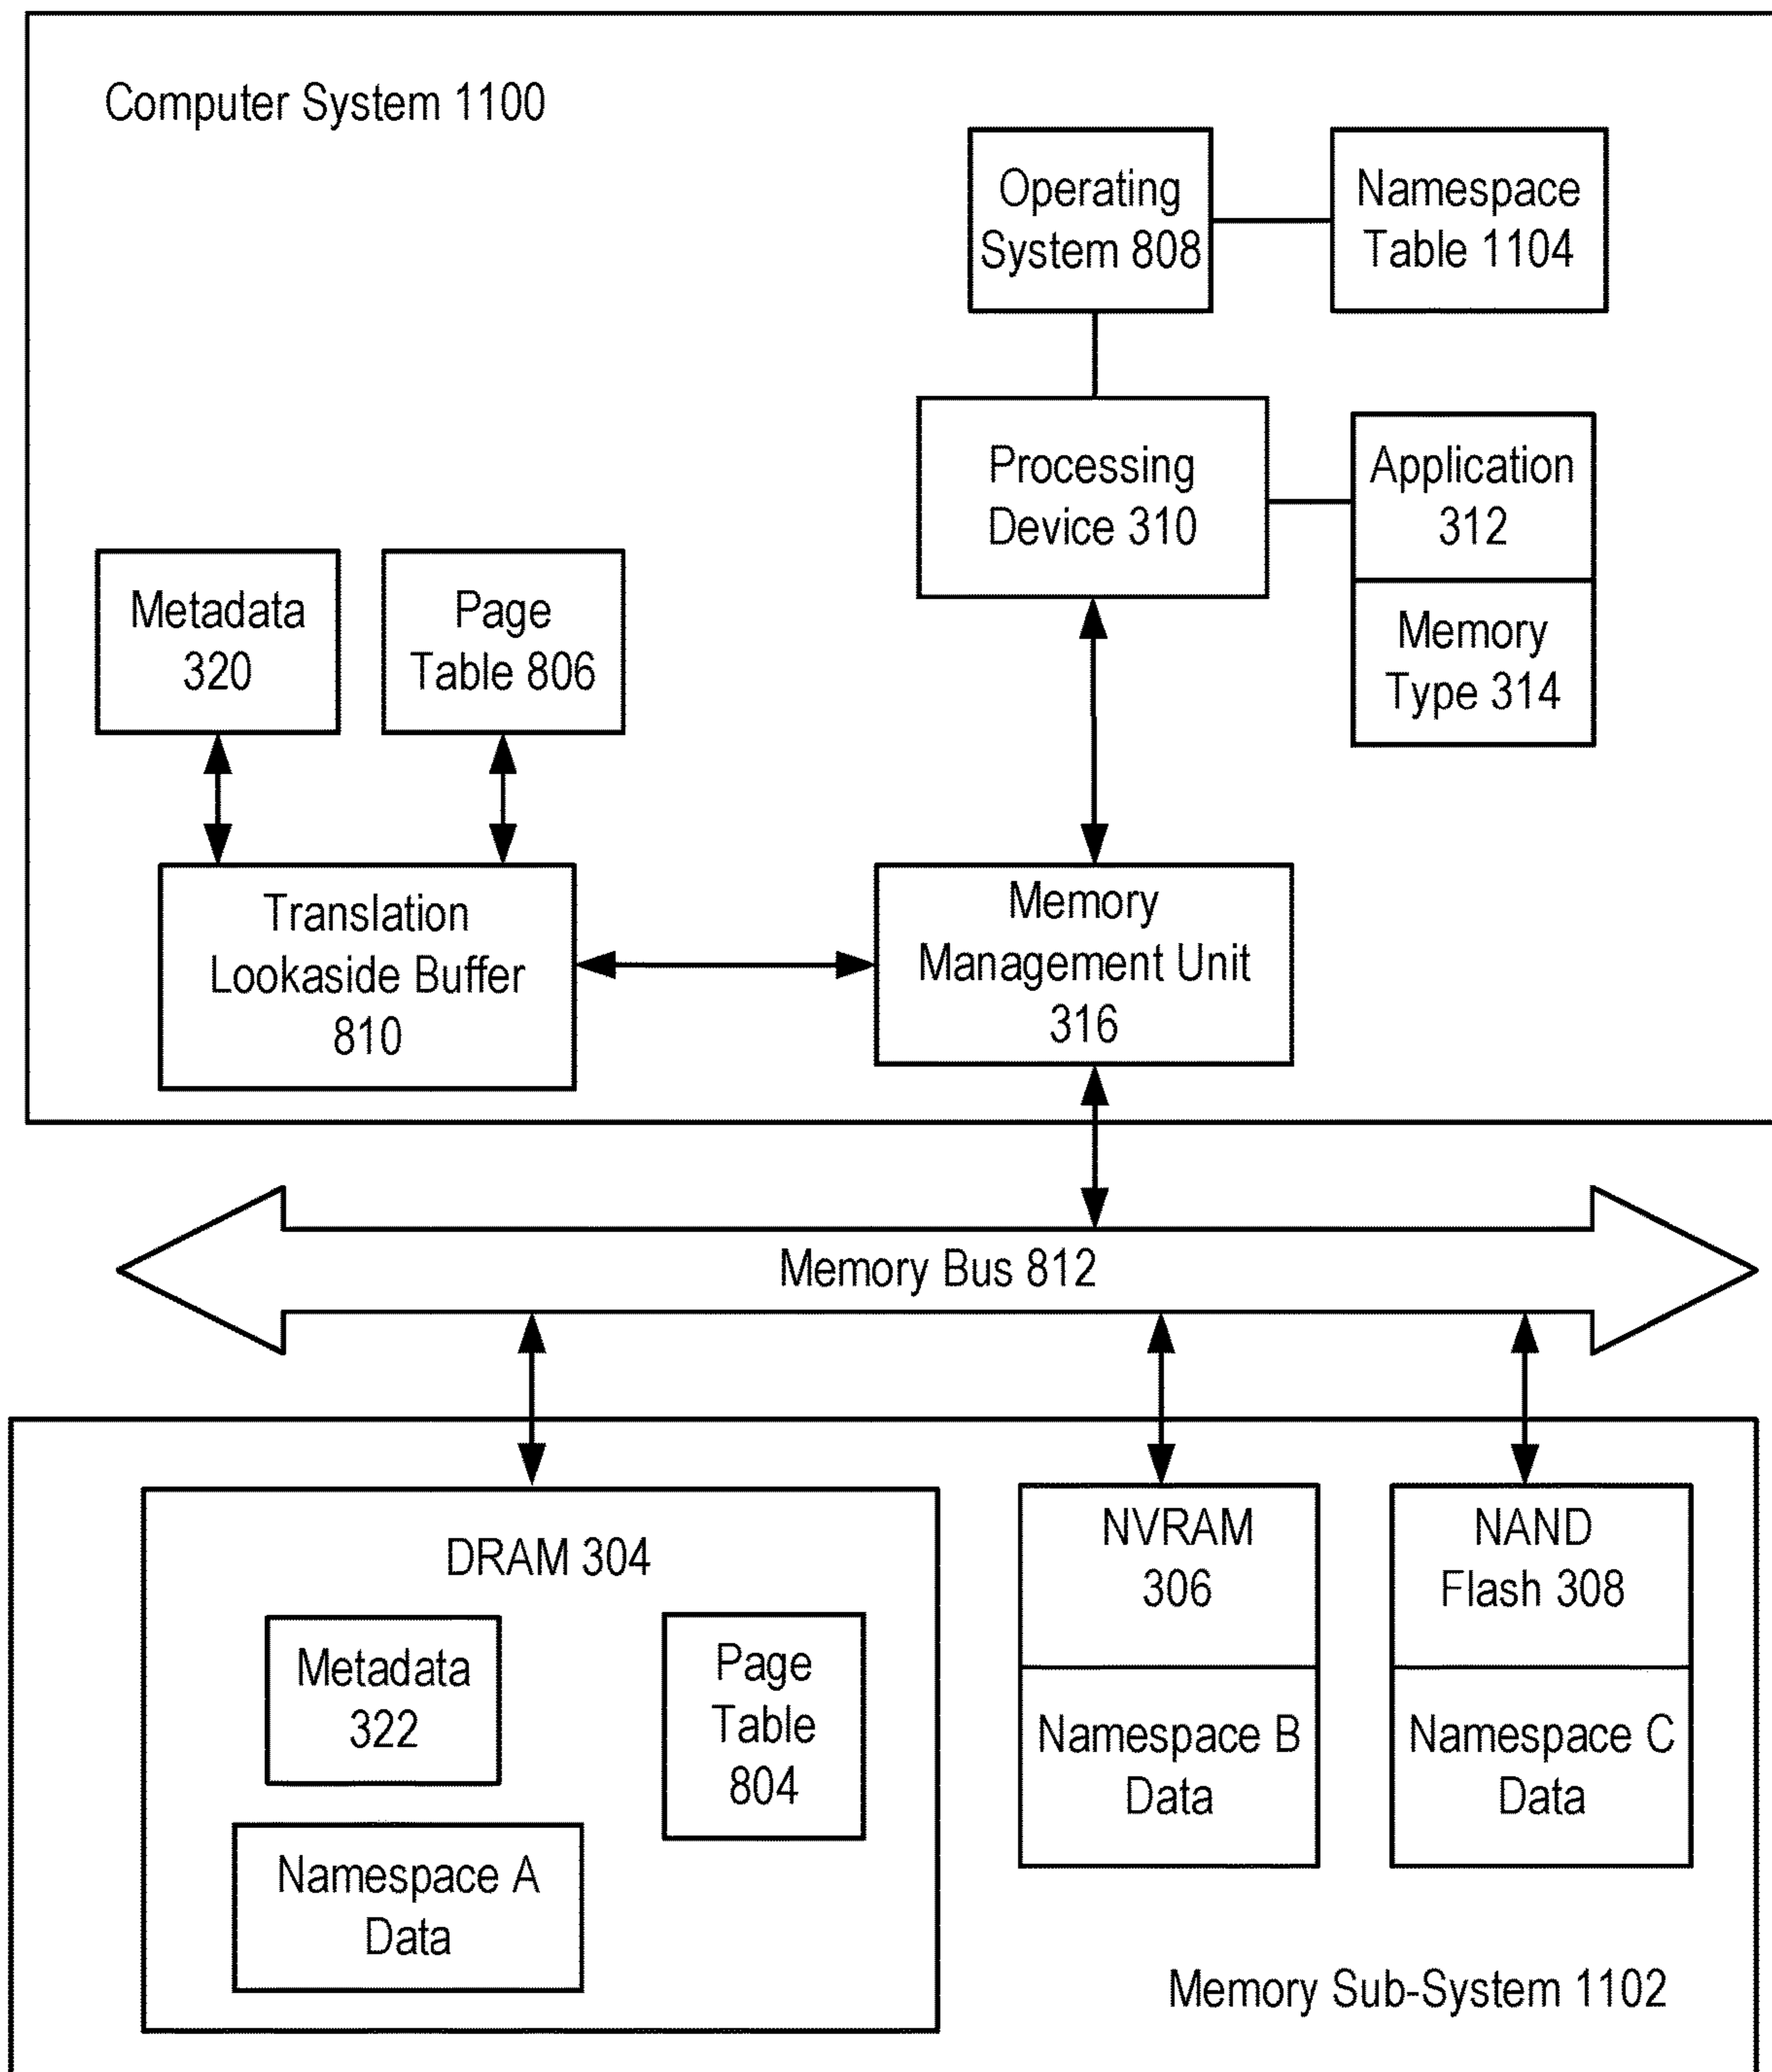 Computer System 1100
Operating
System 808
Namespace
Table 1104
Processing
Device 310
Application
312
Memory
Type 314
Metadata
320
Page
Table 806
Translation
Lookaside Buffer
810
Memory
Management Unit
316
Memory Bus 812
DRAM 304
Metadata
322
Page
Table
804
Namespace A
Data
NVRAM
306
Namespace B
Data
NAND
Flash 308
Namespace C
Data
Memory Sub-System 1102